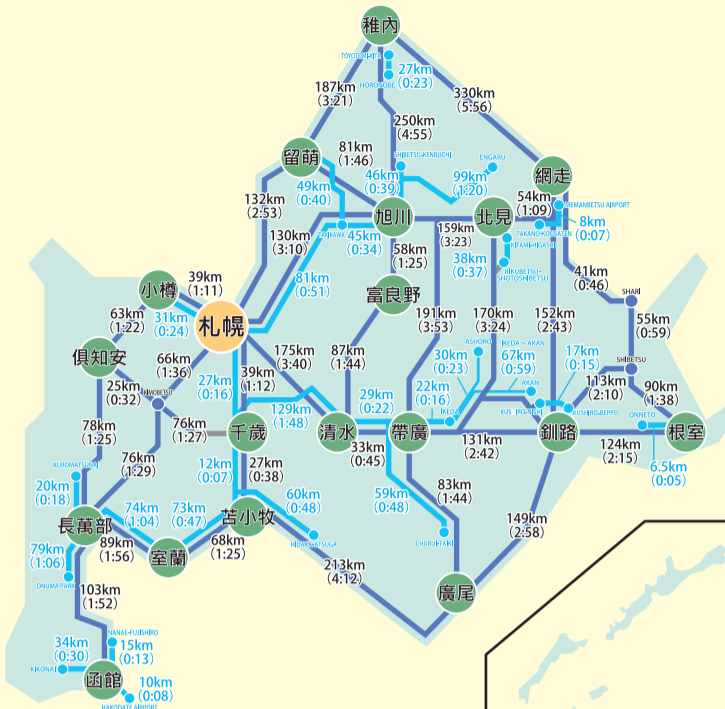 稚內
TOYOTOMI-KITA
27km
(0:23)
HORONOBE
187km
(3:21)
330km
(5:56)
250km
(4:55)
81km
(1:46)
SHIBETSU-KENBUCHI
ENGARU
留萌
46km
(0:39)
99km
(1:20)
網走
49km
(0:40)
54km
(1:09)
MEMANBETSU AIRPORT
132km
(2:53)
旭川
北見
8km
(0:07)
TAKANO-KOUSATEN
130km
(3:10)
45km
(0:34)
159km
(3:23)
KITAMI-HIGASHI
58km
(1:25)
38km
(0:37)
RIKUBETSU-
SHOTOSHIBETSU
39km
(1:11)
81km
(0:51)
41km
(0:46)
小樽
富良野
SHARI
31km
(0:24)
札幌
191km
(3:53)
170km
(3:24)
152km
(2:43)
63km
(1:22)
55km
(0:59)
俱知安
66km
(1:36)
175km
(3:40)
87km
(1:44)
ASHORO
30km
(0:23)
IKEDA～AKAN
67km
(0:59)
17km
(0:15)
SHIBETSU
25km
(0:32)
27km
(0:16)
39km
(1:12)
29km
(0:22)
22km
(0:16)
AKAN
113km
(2:10)
90km
(1:38)
129km
(1:48)
IKEDA
KUSHIRO-NISHI
KUSHIRO-BEPPO
ONNETO
78km
(1:25)
76km
(1:27)
千歲
清水
33km
(0:45)
帶廣
131km
(2:42)
釧路
124km
(2:15)
根室
76km
(1:29)
12km
(0:07)
27km
(0:38)
6.5km
(0:05)
KUROMATSUNAI
20km
(0:18)
74km
(1:04)
73km
(0:47)
60km
(0:48)
59km
(0:48)
83km
(1:44)
長萬部
苫小牧
149km
(2:58)
CHURUI-TAIKI
79km
(1:06)
89km
(1:56)
室蘭
68km
(1:25)
213km
(4:12)
ONUMA PARK
103km
(1:52)
廣尾
NANAE-FUJISHIRO
34km
(0:30)
15km
(0:13)
KIKONAI
函館
10km
(0:08)
HAKODATE AIRPORT